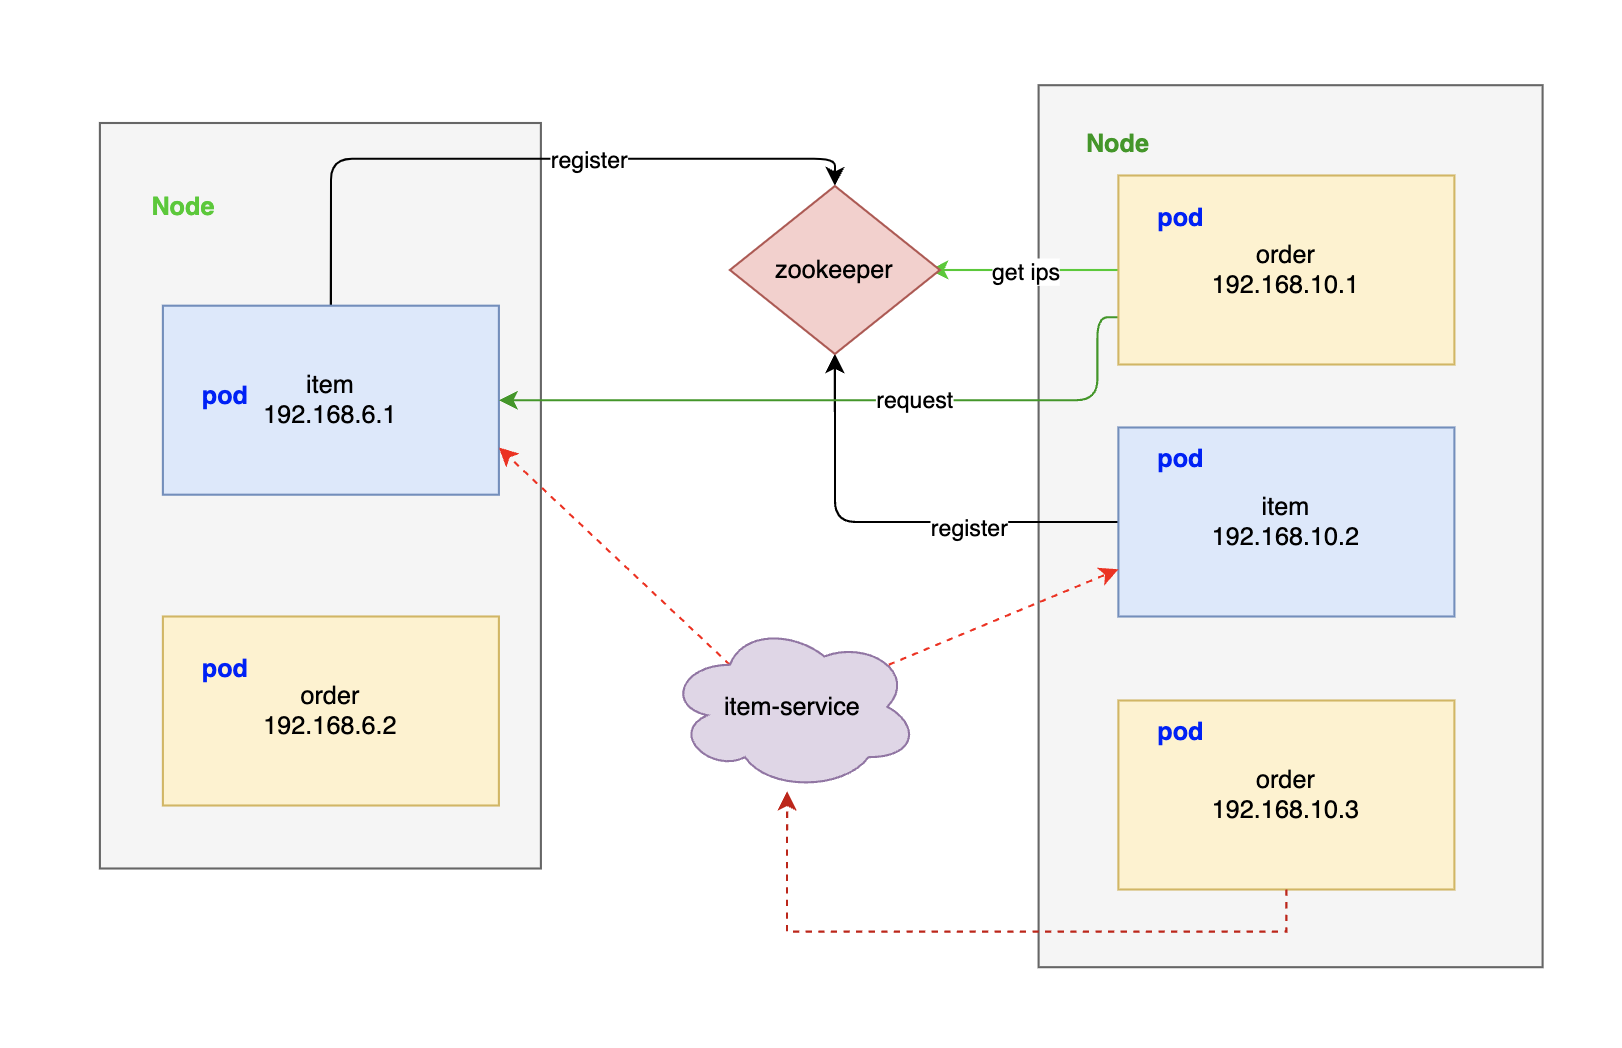 Node
register
pod
item
192.168.6.1
pod
order
192.168.6.2
zookeeper
get ips
request
register
item-service
Node
pod
order
192.168.10.1
pod
item
192.168.10.2
pod
order
192.168.10.3